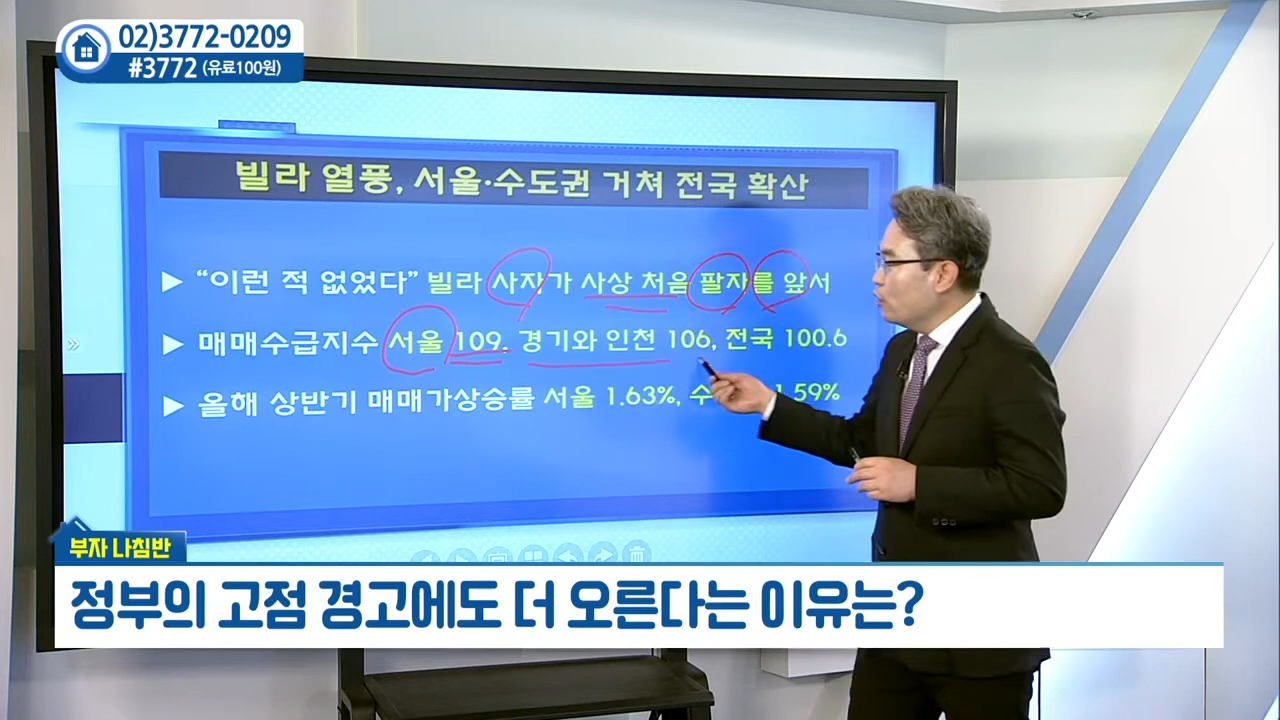 02)3772-0209
#3772 (유료100원)
빌라 열풍, 서울·수도권 거쳐 전국 확산
▶ “이런 적 없었다” 빌라 사자가 사상 처음 팔자를 앞서
▶ 매매수급지수 서울 109, 경기와 인천 106, 전국 100.6
▶ 올해 상반기 매매가상승률 서울 1.63%, 수 1.59%
부자 나침반
정부의 고점 경고에도 더 오른다는 이유는?